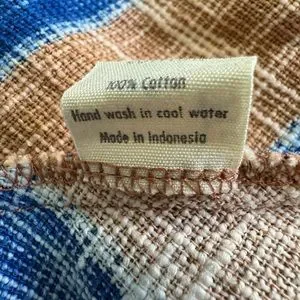 100% Cotton
Hand wash in cool water
Made in Indonesia